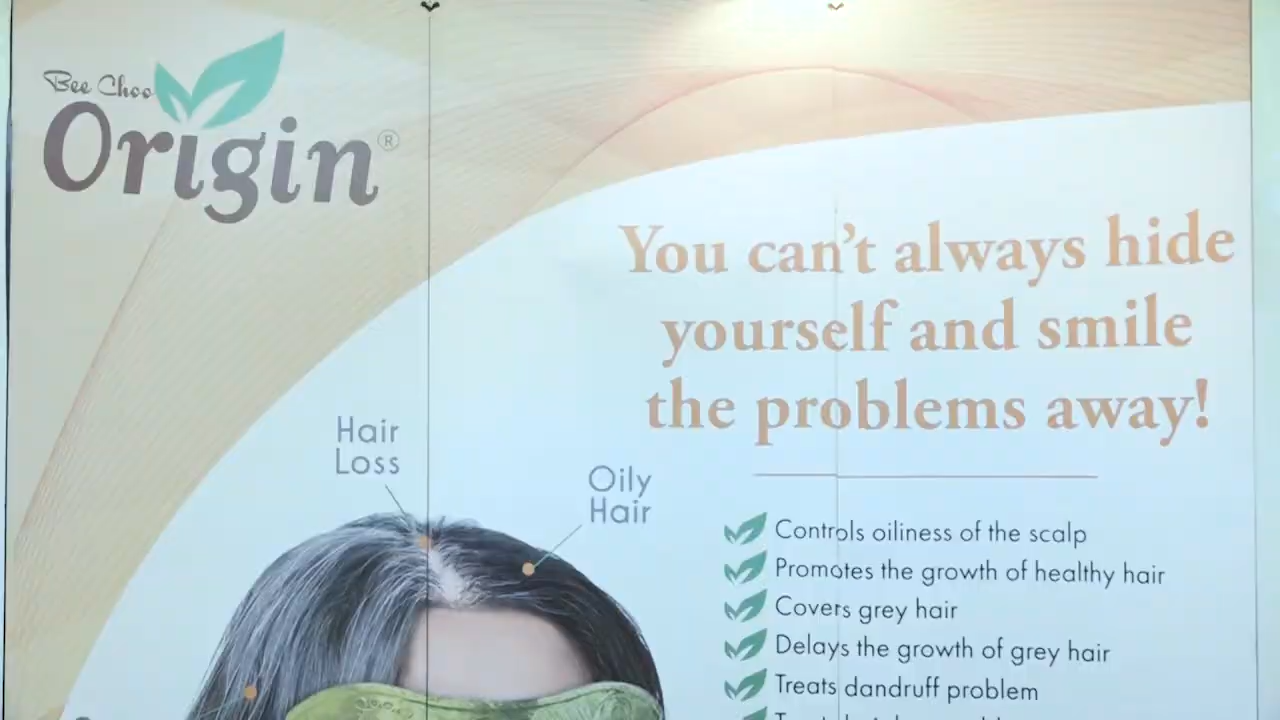 Bee Choo
Origin®
You can't always hide
yourself and smile
the problems away!
Hair
Loss
Oily
Hair
Controls oiliness of the scalp
Promotes the growth of healthy hair
Covers grey hair
Delays the growth of grey hair
Treats dandruff problem